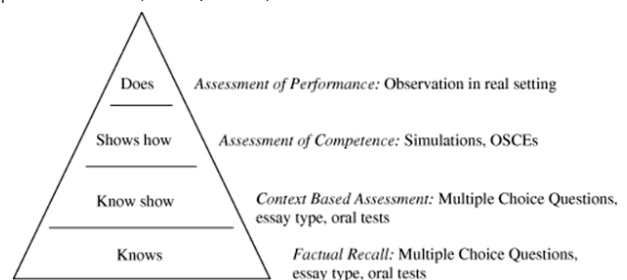 Does
Assessment of Performance: Observation in real setting
Shows how
Assessment of Competence: Simulations, OSCEs
Know show
Context Based Assessment: Multiple Choice Questions,
essay type, oral tests
Knows
Factual Recall: Multiple Choice Questions,
essay type, oral tests